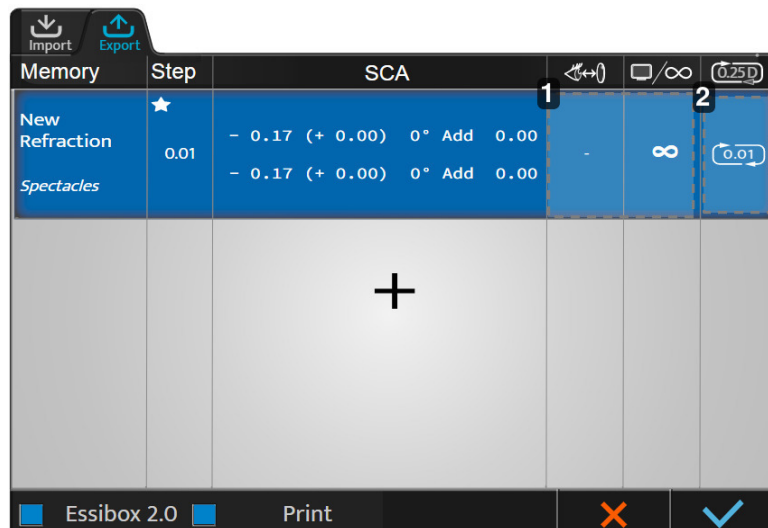 Import Export
Memory Step SCA /∞ 0.25D
1 2
New
Refraction
Spectacles
0.01
- 0.17 (+ 0.00) 0° Add 0.00
- 0.17 (+ 0.00) 0° Add 0.00
- ∞ 0.01
+
Essibox 2.0 Print